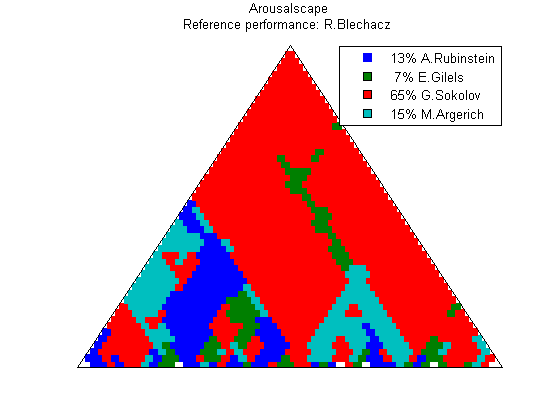 Arousalscape
Reference performance: R.Blechacz
13% A.Rubinstein
7% E.Gilels
65% G.Sokolov
15% M.Argerich